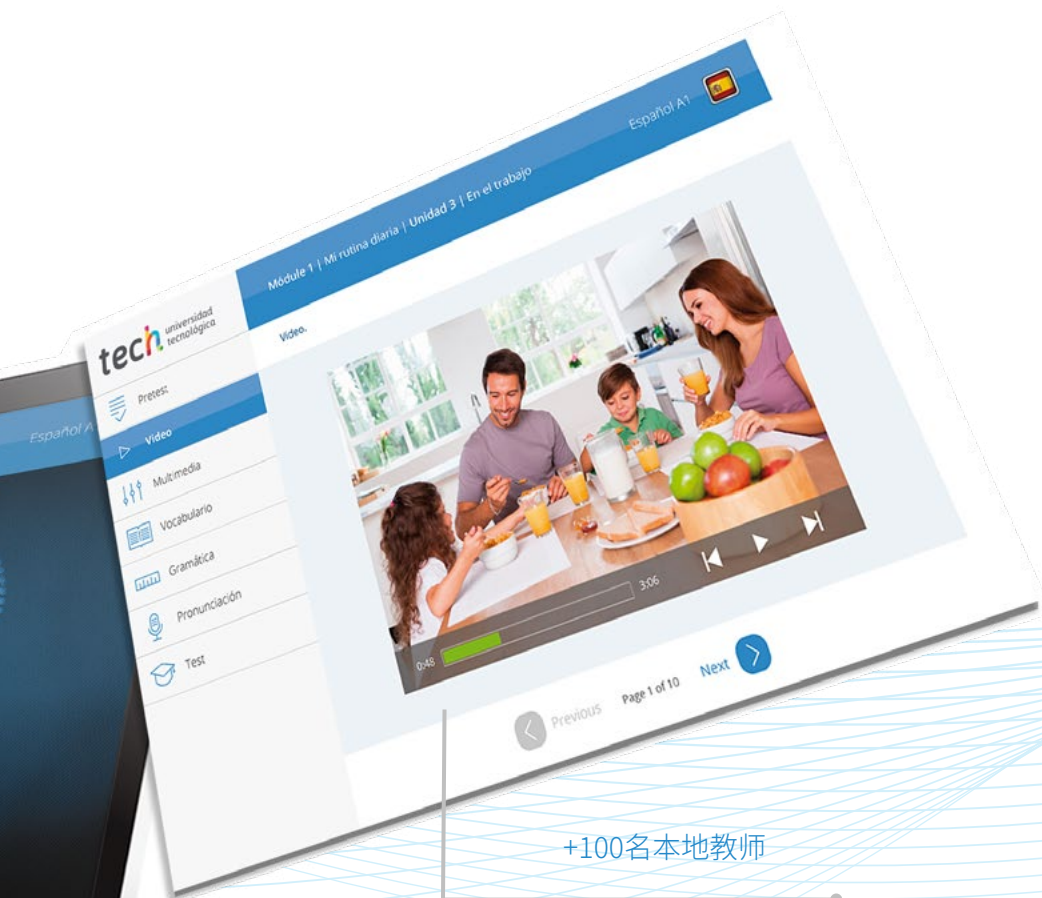 Español A1
Módule 1 | Mi rutina diaria | Unidad 3 | En el trabajo
tech universidad
tecnológica
Video.
Pretest
Video
Multimedia
Vocabulario
Gramática
Pronunciación
Test
0:48
3:06
Previous
Page 1 of 10
Next
Español A
+100名本地教师